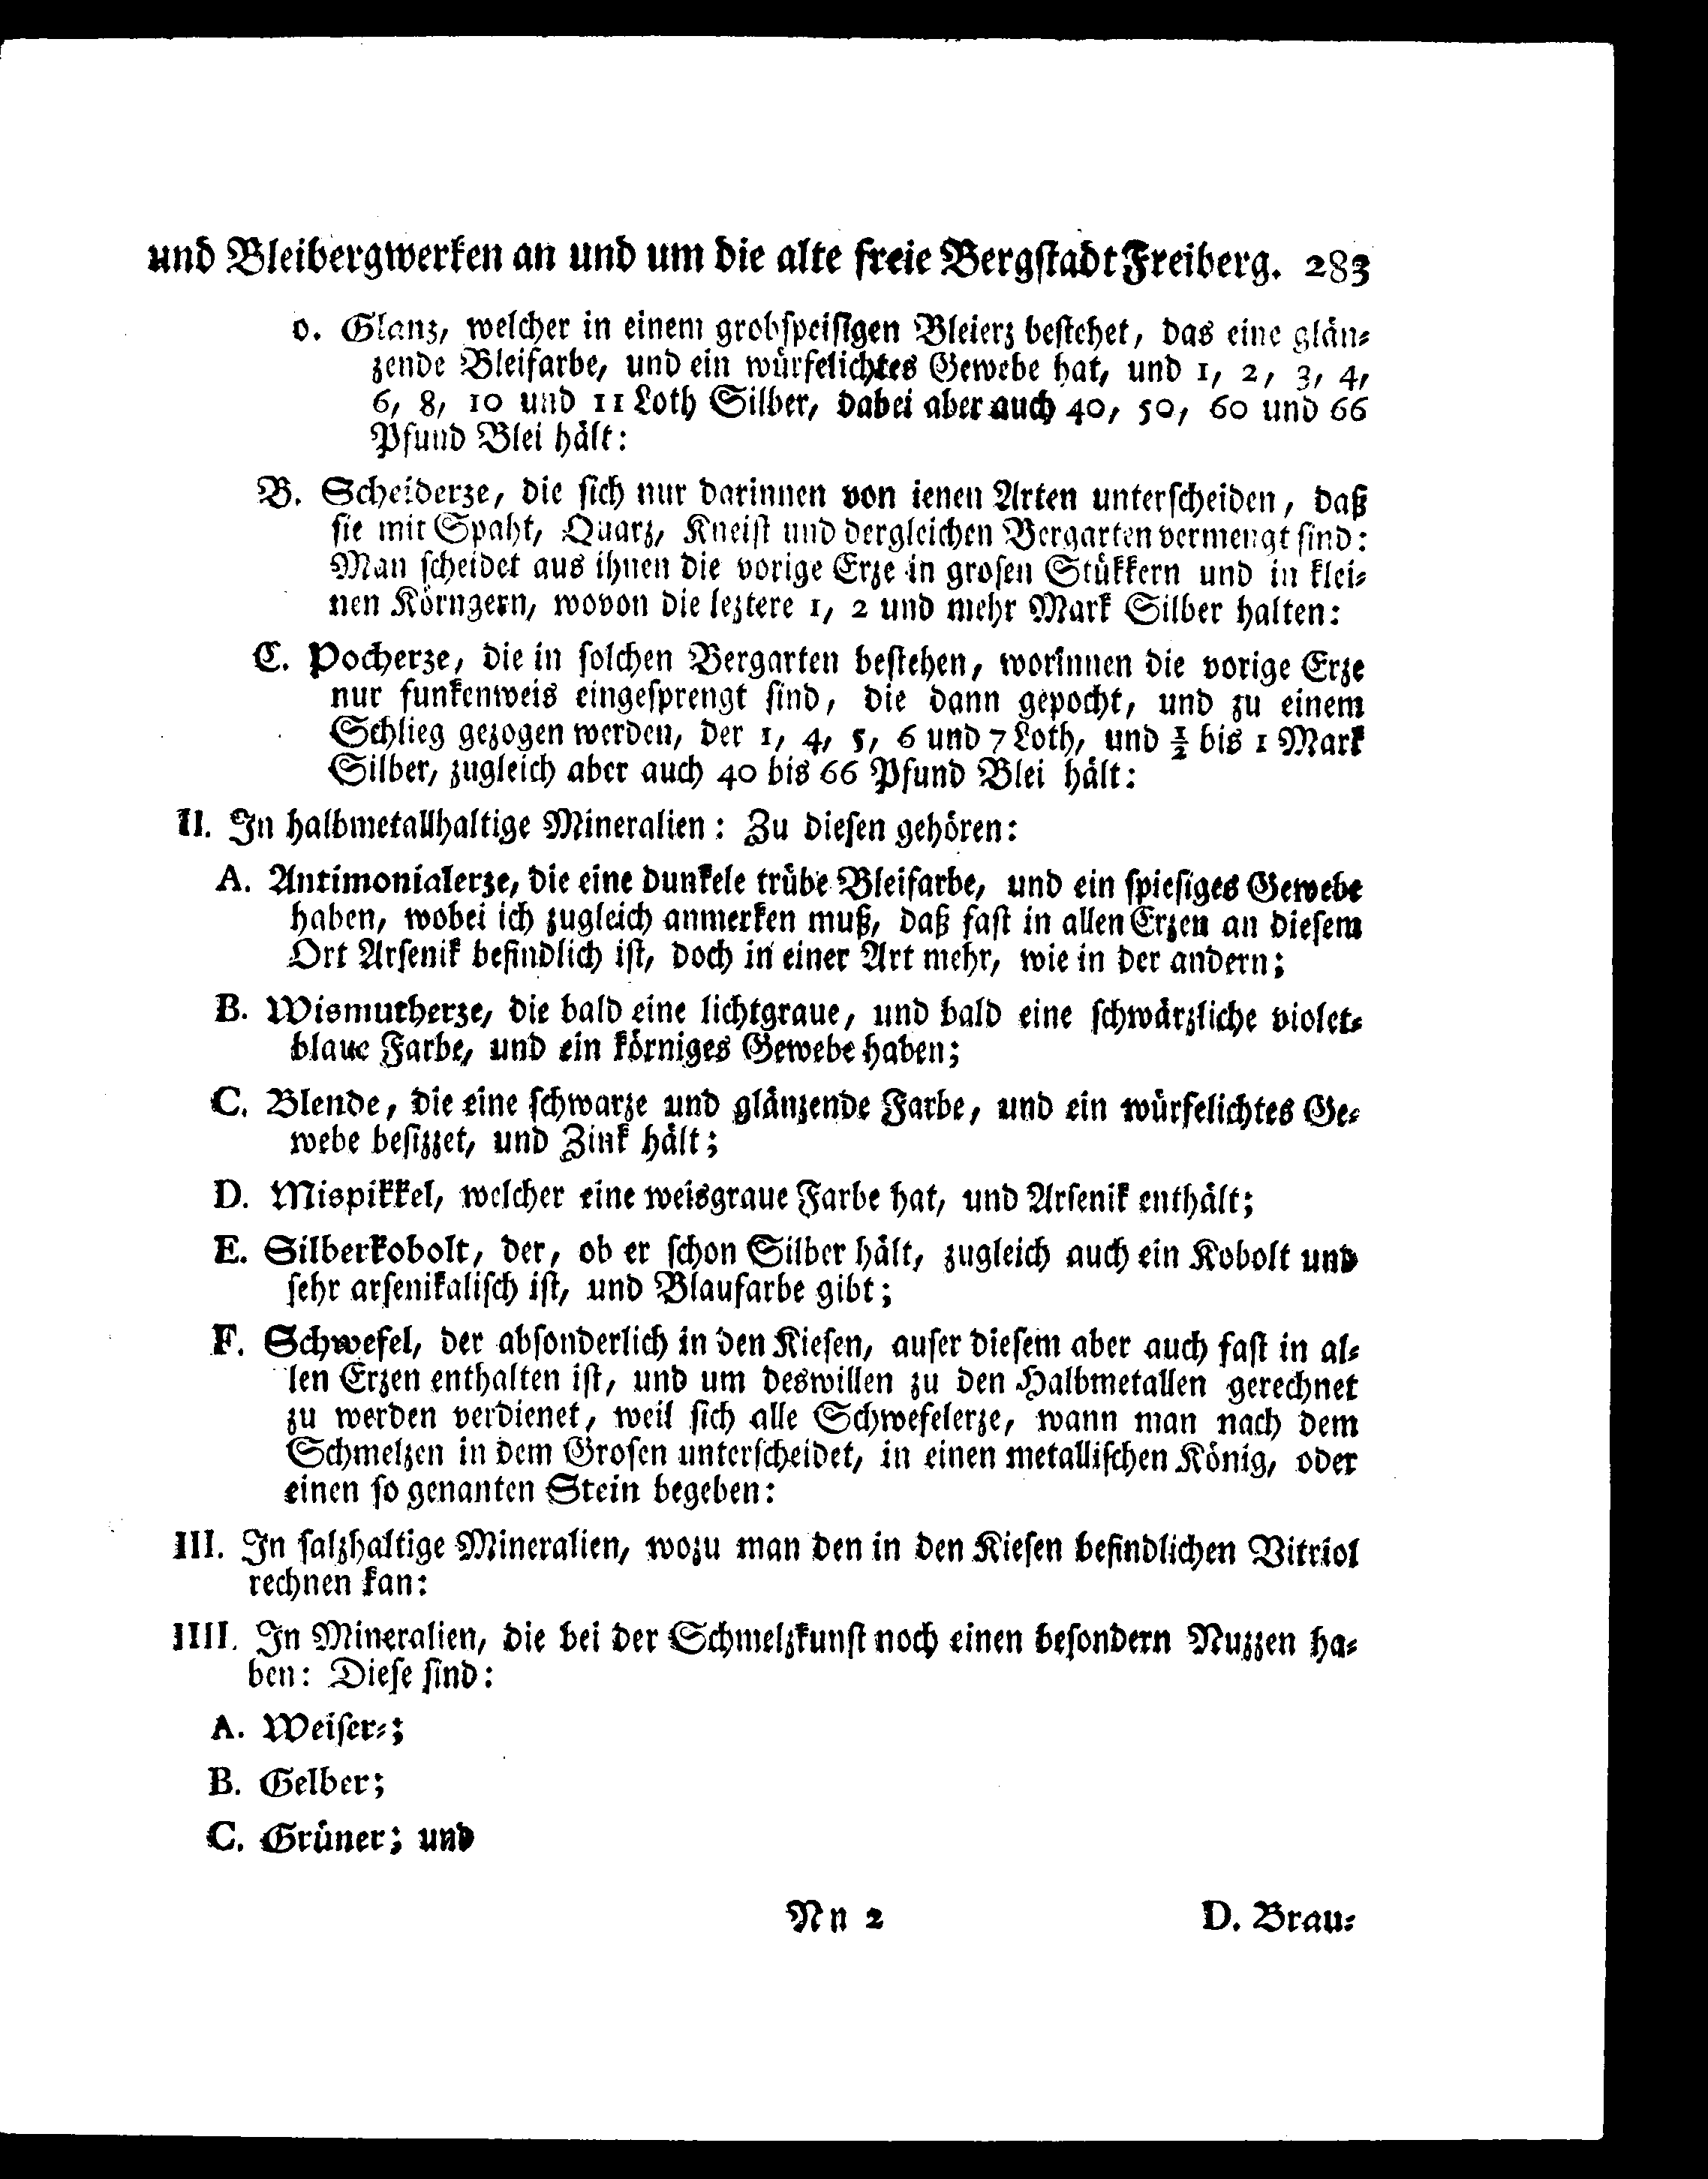 und Bleibergwerken an und um die alte freie Bergſtadt Freiberg. 283
o. Glanz, welcher in einem grobſpeiſigen Bleierz beſtehet, das eine glän⸗
zende Bleifarbe, und ein würfelichtes Gewebe hat, und 1, 2, 3, 4,
6, 8, 10 und 11 Loth Silber, dabei aber auch 40, 50, 60 und 66
Pfund Blei hält:
B. Scheiderze, die ſich nur darinnen von ienen Arten unterſcheiden, daß
ſie mit Spaht, Quarz, Kneiſt und dergleichen Bergarten vermengt ſind:
Man ſcheidet aus ihnen die vorige Erze in groſen Stükkern und in klei⸗
nen Körngern, wovon die leztere 1, 2 und mehr Mark Silber halten:
C. Pocherze, die in ſolchen Bergarten beſtehen, worinnen die vorige Erze
nur funkenweis eingeſprengt ſind, die dann gepocht, und zu einem
Schlieg gezogen werden, der 1, 4, 5, 6 und 7 Loth, und ½ bis 1 Mark
Silber, zugleich aber auch 40 bis 66 Pfund Blei hält:
II. In halbmetallhaltige Mineralien: Zu dieſen gehören:
A. Antimonialerze, die eine dunkele trübe Bleifarbe, und ein ſpieſiges Gewebe
haben, wobei ich zugleich anmerken muß, daß faſt in allen Erzen an dieſem
Ort Arſenik befindlich iſt, doch in einer Art mehr, wie in der andern;
B. Wismutherze, die bald eine lichtgraue, und bald eine ſchwärzliche violet⸗
blaue Farbe, und ein körniges Gewebe haben;
C. Blende, die eine ſchwarze und glänzende Farbe, und ein würfelichtes Ge⸗
webe beſizzet, und Zink hält;
D. Mispikkel, welcher eine weisgraue Farbe hat, und Arſenik enthält;
E. Silberkobolt, der, ob er ſchon Silber hält, zugleich auch ein Kobolt und
ſehr arſenikaliſch iſt, und Blaufarbe gibt;
F. Schwefel, der abſonderlich in den Kieſen, auſer dieſem aber auch faſt in al⸗
len Erzen enthalten iſt, und um deswillen zu den Halbmetallen gerechnet
zu werden verdienet, weil ſich alle Schwefelerze, wann man nach dem
Schmelzen in dem Groſen unterſcheidet, in einen metalliſchen König, oder
einen ſo genanten Stein begeben:
III. In ſalzhaltige Mineralien, wozu man den in den Kieſen befindlichen Vitriol
rechnen kan:
IIII. In Mineralien, die bei der Schmelzkunſt noch einen beſondern Nuzzen ha⸗
ben: Dieſe ſind:
A. Weiſer⸗;
B. Gelber;
C. Grüner; und
Nn 2 D. Brau⸗